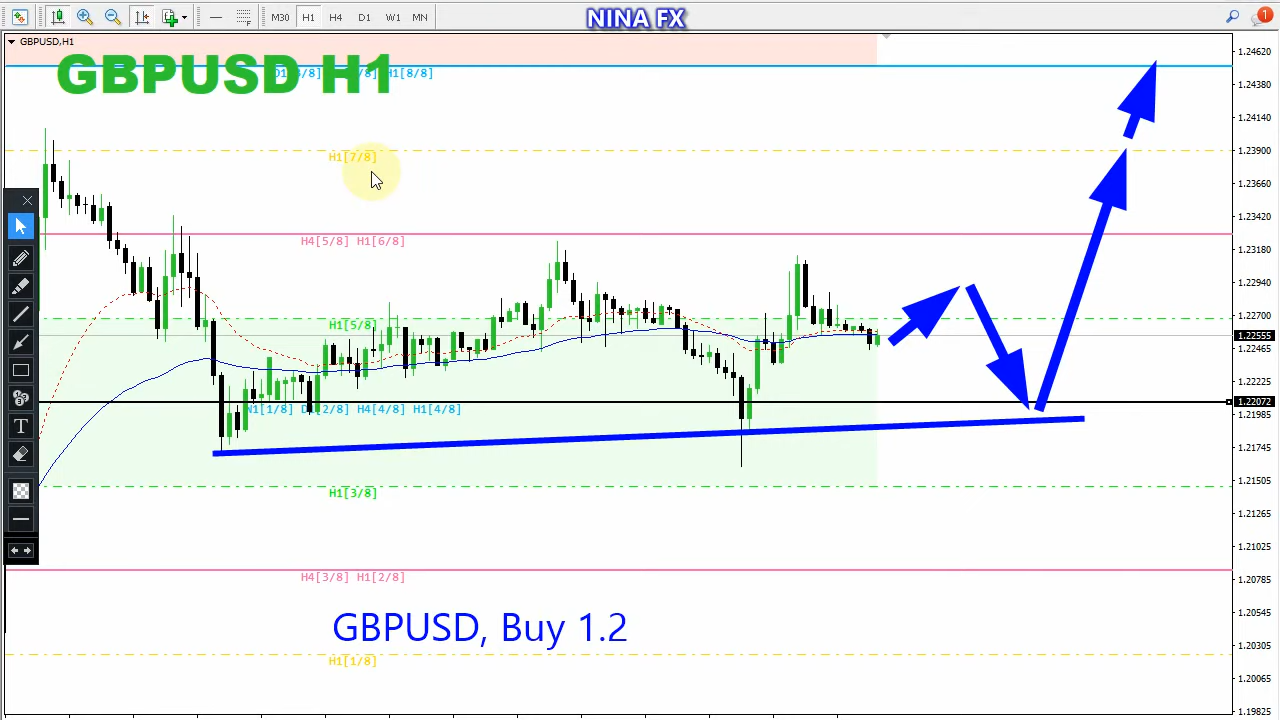 M30 H1 H4 D1 W1 MN
NINA FX
1
GBPUSD,H1
GBPUSD H1
H1[8/8]
H1[7/8]
H4[5/8] H1[6/8]
H1[5/8]
H4[4/8] H1[4/8]
H1[3/8]
H4[3/8] H1[2/8]
H1[1/8]
GBPUSD, Buy 1.2
T
1.24620
1.24380
1.24140
1.23900
1.23660
1.23420
1.23180
1.22940
1.22700
1.22555
1.22465
1.22225
1.22072
1.21985
1.21745
1.21505
1.21265
1.21025
1.20785
1.20545
1.20305
1.20065
1.19825